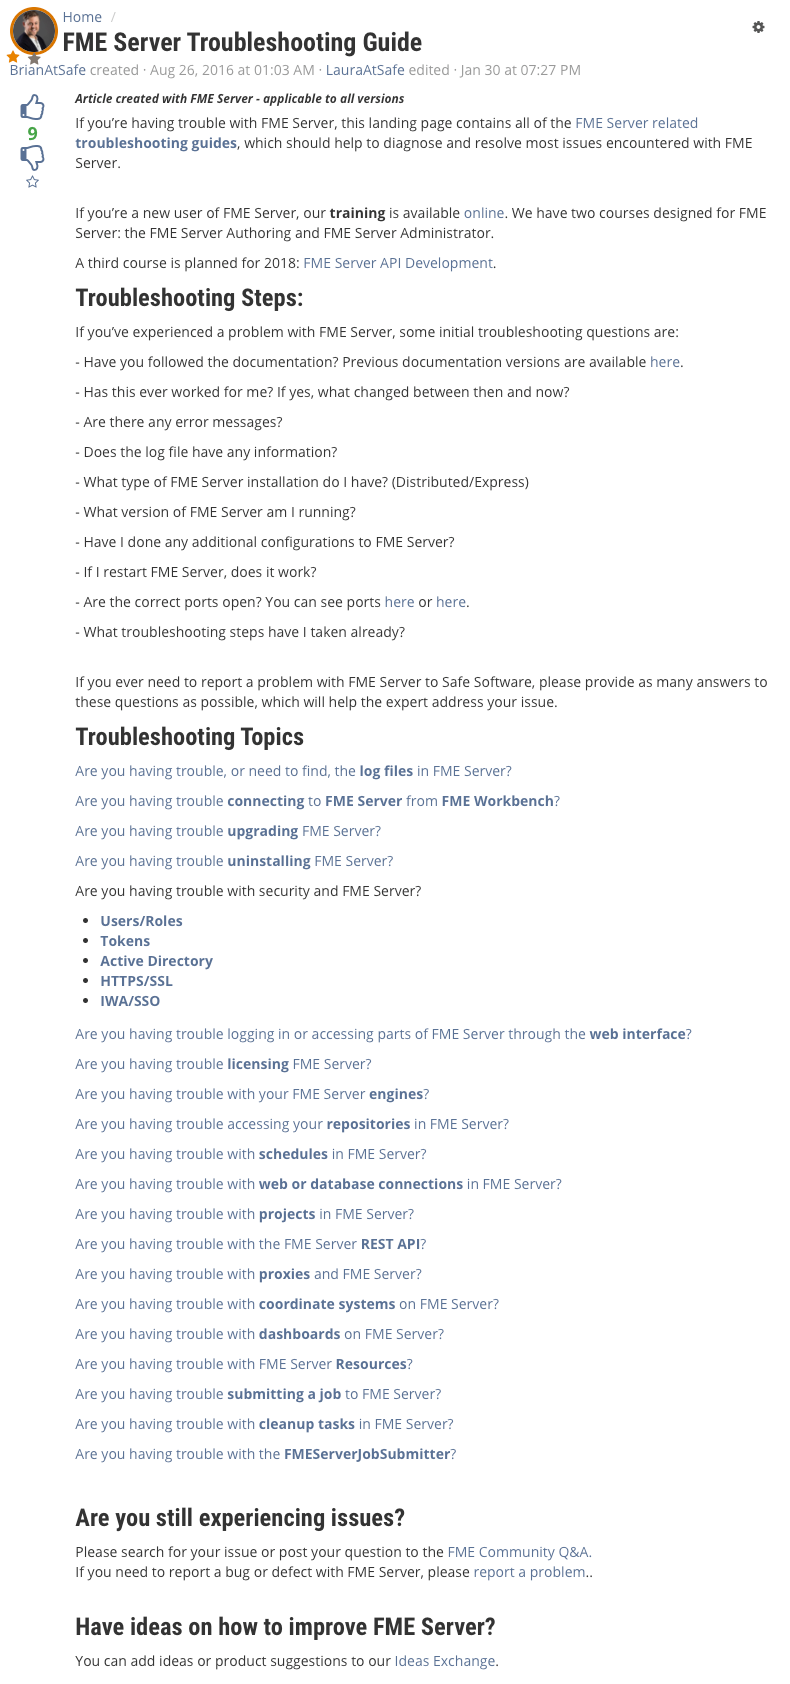 Home /
FME Server Troubleshooting Guide
BrianAtSafe created · Aug 26, 2016 at 01:03 AM · LauraAtSafe edited · Jan 30 at 07:27 PM
Article created with FME Server - applicable to all versions
9
If you’re having trouble with FME Server, this landing page contains all of the FME Server related
troubleshooting guides, which should help to diagnose and resolve most issues encountered with FME
Server.
If you’re a new user of FME Server, our training is available online. We have two courses designed for FME
Server: the FME Server Authoring and FME Server Administrator.
A third course is planned for 2018: FME Server API Development.
Troubleshooting Steps:
If you’ve experienced a problem with FME Server, some initial troubleshooting questions are:
- Have you followed the documentation? Previous documentation versions are available here.
- Has this ever worked for me? If yes, what changed between then and now?
- Are there any error messages?
- Does the log file have any information?
- What type of FME Server installation do I have? (Distributed/Express)
- What version of FME Server am I running?
- Have I done any additional configurations to FME Server?
- If I restart FME Server, does it work?
- Are the correct ports open? You can see ports here or here.
- What troubleshooting steps have I taken already?
If you ever need to report a problem with FME Server to Safe Software, please provide as many answers to
these questions as possible, which will help the expert address your issue.
Troubleshooting Topics
Are you having trouble, or need to find, the log files in FME Server?
Are you having trouble connecting to FME Server from FME Workbench?
Are you having trouble upgrading FME Server?
Are you having trouble uninstalling FME Server?
Are you having trouble with security and FME Server?
• Users/Roles
• Tokens
• Active Directory
• HTTPS/SSL
• IWA/SSO
Are you having trouble logging in or accessing parts of FME Server through the web interface?
Are you having trouble licensing FME Server?
Are you having trouble with your FME Server engines?
Are you having trouble accessing your repositories in FME Server?
Are you having trouble with schedules in FME Server?
Are you having trouble with web or database connections in FME Server?
Are you having trouble with projects in FME Server?
Are you having trouble with the FME Server REST API?
Are you having trouble with proxies and FME Server?
Are you having trouble with coordinate systems on FME Server?
Are you having trouble with dashboards on FME Server?
Are you having trouble with FME Server Resources?
Are you having trouble submitting a job to FME Server?
Are you having trouble with cleanup tasks in FME Server?
Are you having trouble with the FMEServerJobSubmitter?
Are you still experiencing issues?
Please search for your issue or post your question to the FME Community Q&A.
If you need to report a bug or defect with FME Server, please report a problem..
Have ideas on how to improve FME Server?
You can add ideas or product suggestions to our Ideas Exchange.